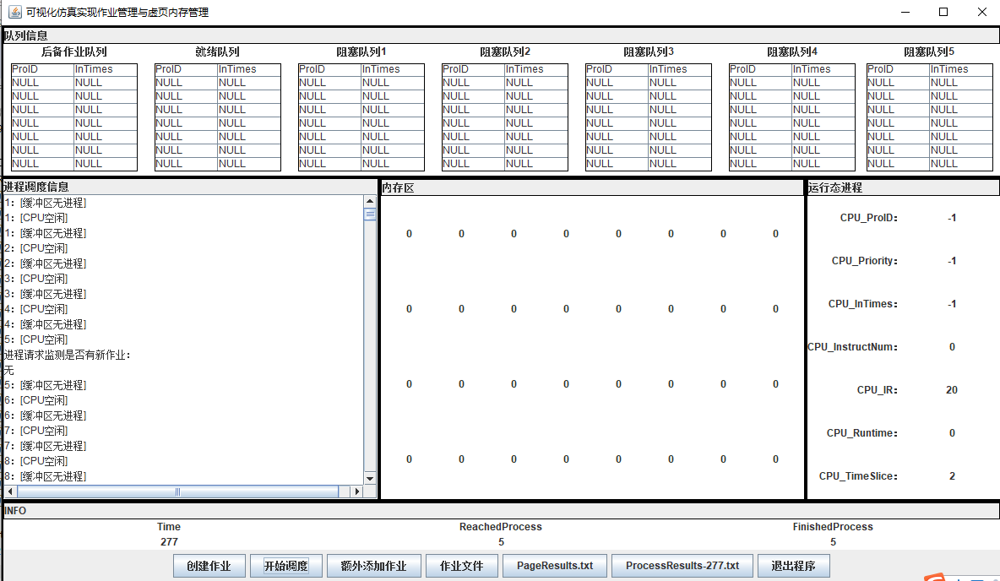 可视化仿真实现作业管理与虚页内存管理
队列信息
后备作业队列 就绪队列 阻塞队列1 阻塞队列2 阻塞队列3 阻塞队列4 阻塞队列5
ProID InTimes ProID InTimes ProID InTimes ProID InTimes ProID InTimes ProID InTimes ProID InTimes
NULL NULL NULL NULL NULL NULL NULL NULL NULL NULL NULL NULL NULL NULL
NULL NULL NULL NULL NULL NULL NULL NULL NULL NULL NULL NULL NULL NULL
NULL NULL NULL NULL NULL NULL NULL NULL NULL NULL NULL NULL NULL NULL
NULL NULL NULL NULL NULL NULL NULL NULL NULL NULL NULL NULL NULL NULL
NULL NULL NULL NULL NULL NULL NULL NULL NULL NULL NULL NULL NULL NULL
NULL NULL NULL NULL NULL NULL NULL NULL NULL NULL NULL NULL NULL NULL
NULL NULL NULL NULL NULL NULL NULL NULL NULL NULL NULL NULL NULL NULL
进程调度信息
1：[缓冲区无进程]
1：[CPU空闲]
1：[缓冲区无进程]
2：[CPU空闲]
2：[缓冲区无进程]
3：[CPU空闲]
3：[缓冲区无进程]
4：[CPU空闲]
4：[缓冲区无进程]
5：[CPU空闲]
进程请求监测是否有新作业：
无
5：[缓冲区无进程]
6：[CPU空闲]
6：[缓冲区无进程]
7：[CPU空闲]
7：[缓冲区无进程]
8：[CPU空闲]
8：[缓冲区无进程]
内存区
0 0 0 0 0 0 0 0
0 0 0 0 0 0 0 0
0 0 0 0 0 0 0 0
0 0 0 0 0 0 0 0
运行态进程
CPU_ProID： -1
CPU_Priority： -1
CPU_InTimes： -1
CPU_InstructNum： 0
CPU_IR： 20
CPU_Runtime： 0
CPU_TimeSlice： 2
INFO
Time ReachedProcess FinishedProcess
277 5 5
创建作业 开始调度 额外添加作业 作业文件 PageResults.txt ProcessResults-277.txt 退出程序